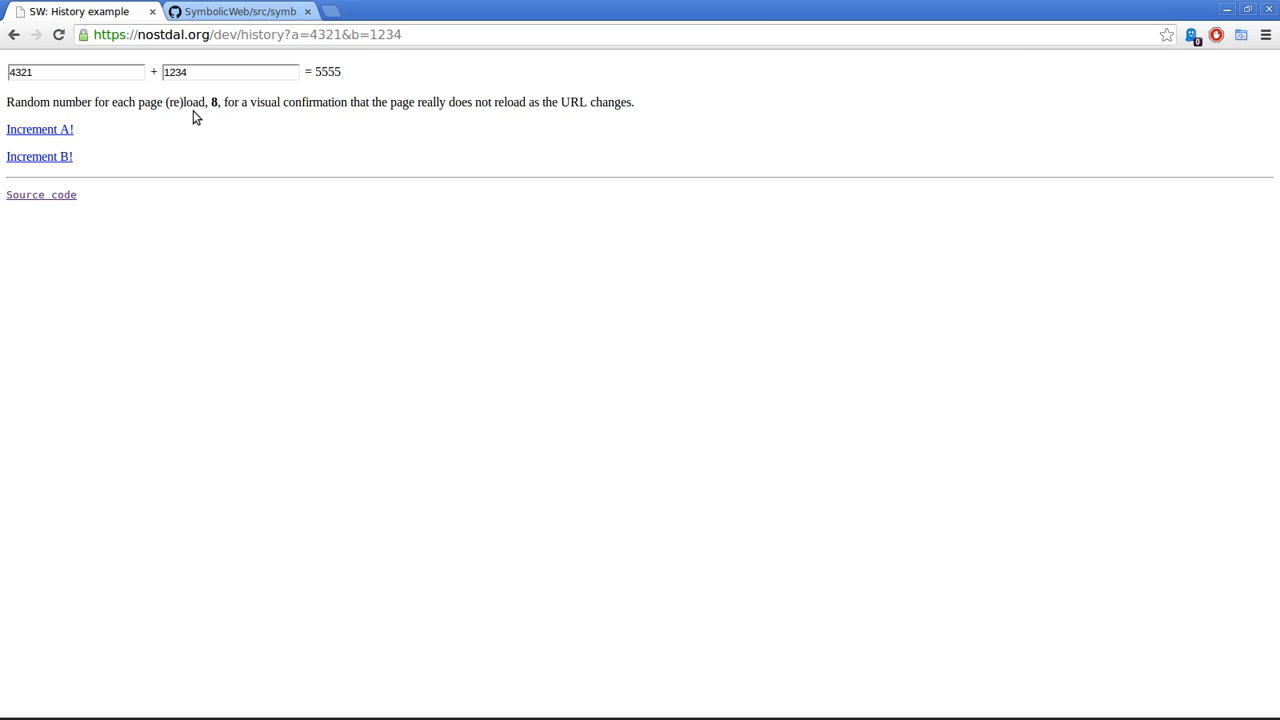 SW: History example
SymbolicWeb/src/symb
https://nostdal.org/dev/history?a=4321&b=1234
0
4321 + 1234 = 5555
Random number for each page (re)load, 8, for a visual confirmation that the page really does not reload as the URL changes.
Increment A!
Increment B!
Source code